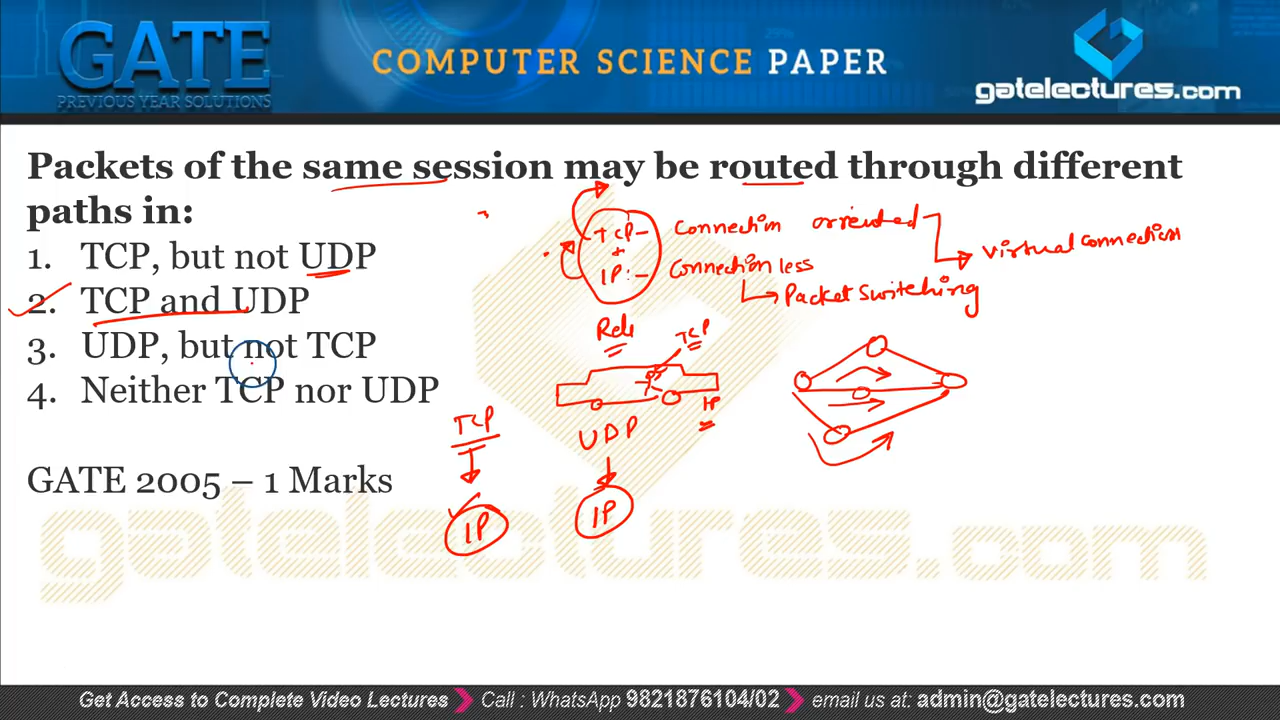 GATE
PREVIOUS YEAR SOLUTIONS
COMPUTER SCIENCE PAPER
gatelectures.com
Packets of the same session may be routed through different
paths in:
1. TCP, but not UDP
2. TCP and UDP
3. UDP, but not TCP
4. Neither TCP nor UDP
GATE 2005 – 1 Marks
TCP – Connection oriented
virtual connection
+
IP :- Connection less
Packet switching
TCP
IP
TCP
IP
UDP
IP
gatelectures.com
Get Access to Complete Video Lectures
Call : WhatsApp 9821876104/02
email us at: admin@gatelectures.com